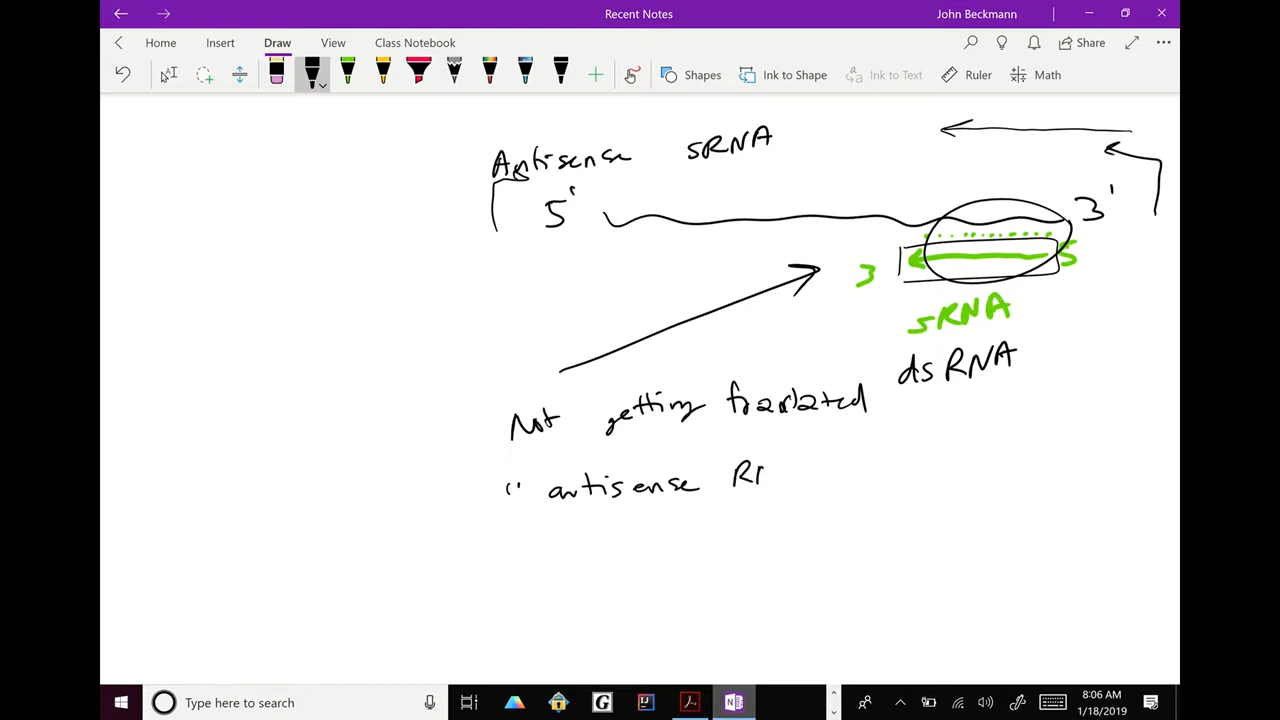 Recent Notes
John Beckmann
Home Insert Draw View Class Notebook
Share
Shapes Ink to Shape Ink to Text Ruler Math
Antisense sRNA
5' 3'
3 5
sRNA
dsRNA
Not getting translated
" antisense RN
Type here to search
8:06 AM
1/18/2019